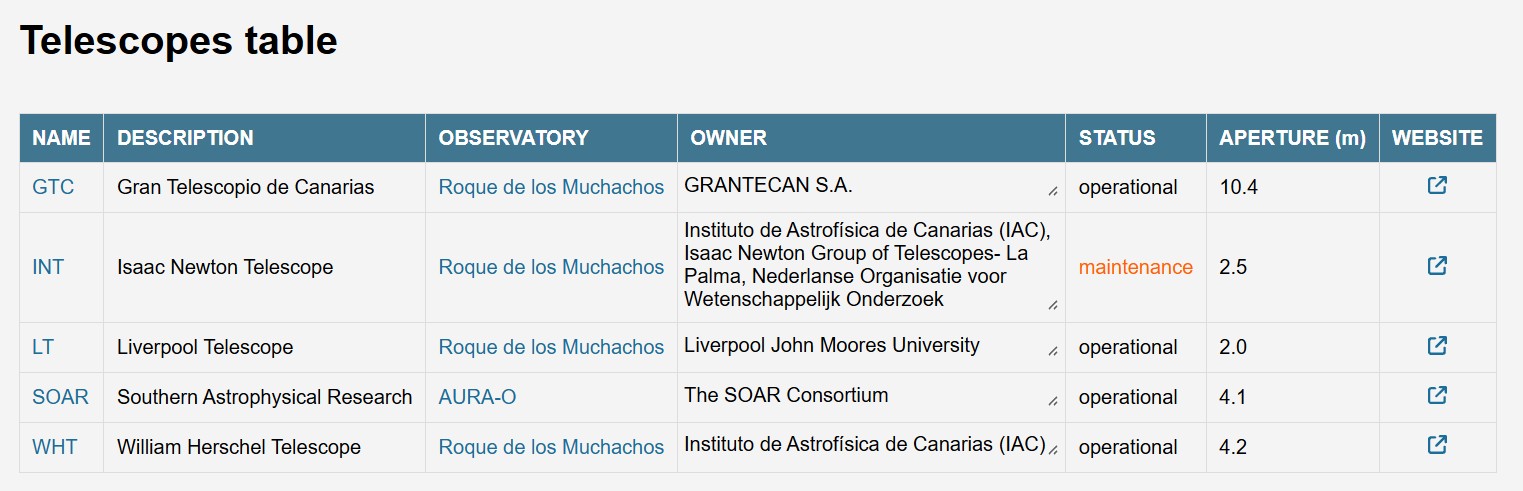 Telescopes table
NAME DESCRIPTION OBSERVATORY OWNER STATUS APERTURE (m) WEBSITE
GTC Gran Telescopio de Canarias Roque de los Muchachos GRANTECAN S.A. operational 10.4
INT Isaac Newton Telescope Roque de los Muchachos Instituto de Astrofísica de Canarias (IAC),
Isaac Newton Group of Telescopes- La
Palma, Nederlanse Organisatie voor
Wetenschappelijk Onderzoek
maintenance 2.5
LT Liverpool Telescope Roque de los Muchachos Liverpool John Moores University operational 2.0
SOAR Southern Astrophysical Research AURA-O The SOAR Consortium operational 4.1
WHT William Herschel Telescope Roque de los Muchachos Instituto de Astrofísica de Canarias (IAC) operational 4.2